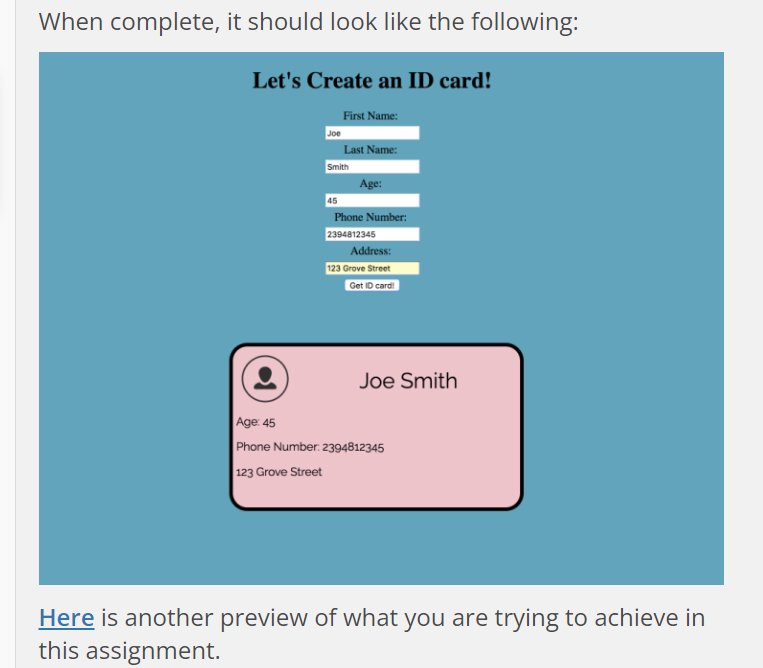 When complete, it should look like the following:
Let's Create an ID card!
First Name:
Joe
Last Name:
Smith
Age:
45
Phone Number:
2394812345
Address:
123 Grove Street
Get ID card!
Joe Smith
Age: 45
Phone Number: 2394812345
123 Grove Street
Here is another preview of what you are trying to achieve in
this assignment.